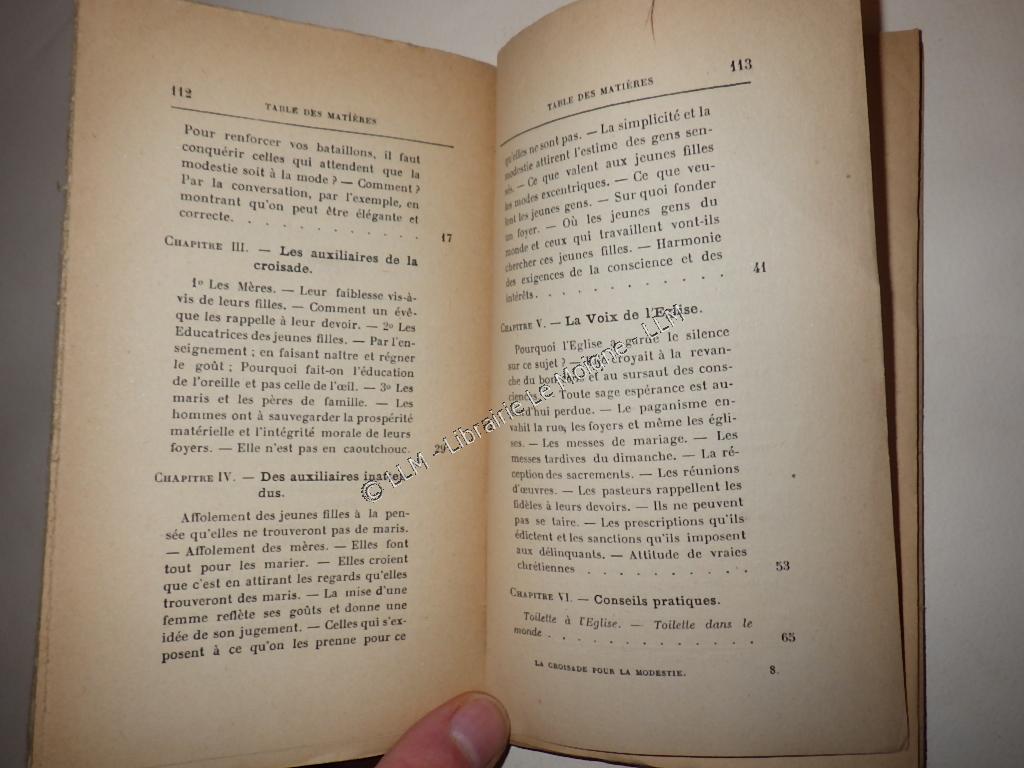 112
TABLE DES MATIÈRES
Pour renforcer vos bataillons, il faut
conquérir celles qui attendent que la
modestie soit à la mode ? — Comment ?
Par la conversation, par l'exemple, en
montrant qu'on peut être élégante et
correcte. . . . . . . . . . . 17
CHAPITRE III. — Les auxiliaires de la
croisade.
1º Les Mères. — Leur faiblesse vis-à-
vis de leurs filles. — Comment un évê-
que les rappelle à leur devoir. — 2º Les
Educatrices des jeunes filles. — Par l'en-
seignement ; en faisant naître et régner
le goût ; Pourquoi fait-on l'éducation
de l'oreille et pas celle de l'œil. — 3º Les
maris et les pères de famille. — Les
hommes ont à sauvegarder la prospérité
matérielle et l'intégrité morale de leurs
foyers. — Elle n'est pas en caoutchouc.
CHAPITRE IV. — Des auxiliaires inatten-
dus.
Affolement des jeunes filles à la pen-
sée qu'elles ne trouveront pas de maris.
— Affolement des mères. — Elles font
tout pour les marier. — Elles croient
que c'est en attirant les regards qu'elles
trouveront des maris. — La mise d'une
femme reflète ses goûts et donne une
idée de son jugement. — Celles qui s'ex-
posent à ce qu'on les prenne pour ce
TABLE DES MATIÈRES 113
qu'elles ne sont pas. — La simplicité et la
modestie attirent l'estime des gens sen-
sés. — Ce que valent aux jeunes filles
les modes excentriques. — Ce que veu-
lent les jeunes gens. — Sur quoi fonder
un foyer. — Où les jeunes gens du
monde et ceux qui travaillent vont-ils
chercher ces jeunes filles. — Harmonie
des exigences de la conscience et des
intérêts. . . . . . . . . . . 41
CHAPITRE V. — La Voix de l'Eglise.
Pourquoi l'Eglise a gardé le silence
sur ce sujet ? — Elle croyait à la revan-
che du bon sens et au sursaut des cons-
ciences. — Toute sage espérance est au-
jourd'hui perdue. — Le paganisme en-
vahit la rue, les foyers et même les égli-
ses. — Les messes de mariage. — Les
messes tardives du dimanche. — La ré-
ception des sacrements. — Les réunions
d'œuvres. — Les pasteurs rappellent les
fidèles à leurs devoirs. — Ils ne peuvent
pas se taire. — Les prescriptions qu'ils
édictent et les sanctions qu'ils imposent
aux délinquants. — Attitude de vraies
chrétiennes . . . . . . . . . 53
CHAPITRE VI. — Conseils pratiques.
Toilette à l'Eglise. — Toilette dans le
monde . . . . . . . . . . . 65
LA CROISADE POUR LA MODESTIE. 8.
© LLM - Librairie Le Moigne - LLM